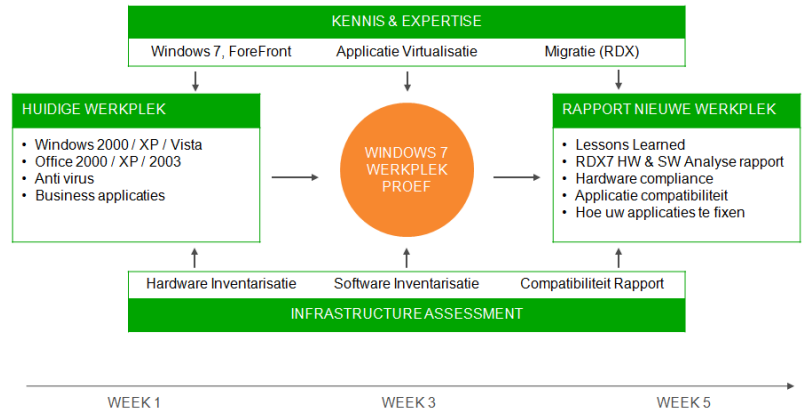 KENNIS & EXPERTISE
Windows 7, ForeFront
Applicatie Virtualisatie
Migratie (RDX)
HUIDIGE WERKPLEK
• Windows 2000 / XP / Vista
• Office 2000 / XP / 2003
• Anti virus
• Business applicaties
WINDOWS 7
WERKPLEK
PROEF
RAPPORT NIEUWE WERKPLEK
• Lessons Learned
• RDX7 HW & SW Analyse rapport
• Hardware compliance
• Applicatie compatibiliteit
• Hoe uw applicaties te fixen
Hardware Inventarisatie
Software Inventarisatie
Compatibiliteit Rapport
INFRASTRUCTURE ASSESSMENT
WEEK 1
WEEK 3
WEEK 5